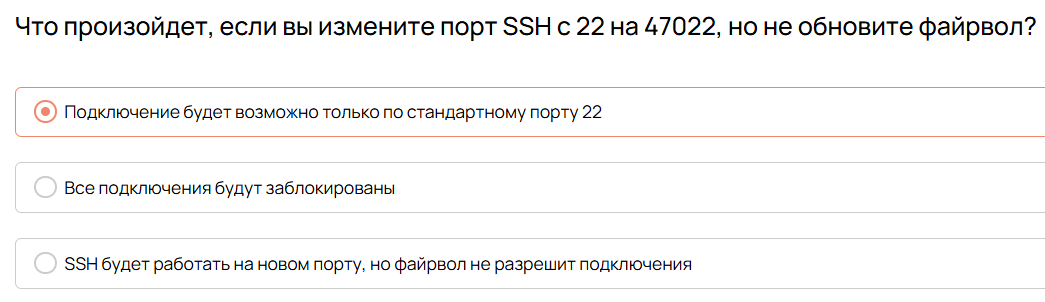 Что произойдет, если вы измените порт SSH с 22 на 47022, но не обновите файрвол?
Подключение будет возможно только по стандартному порту 22
Все подключения будут заблокированы
SSH будет работать на новом порту, но файрвол не разрешит подключения